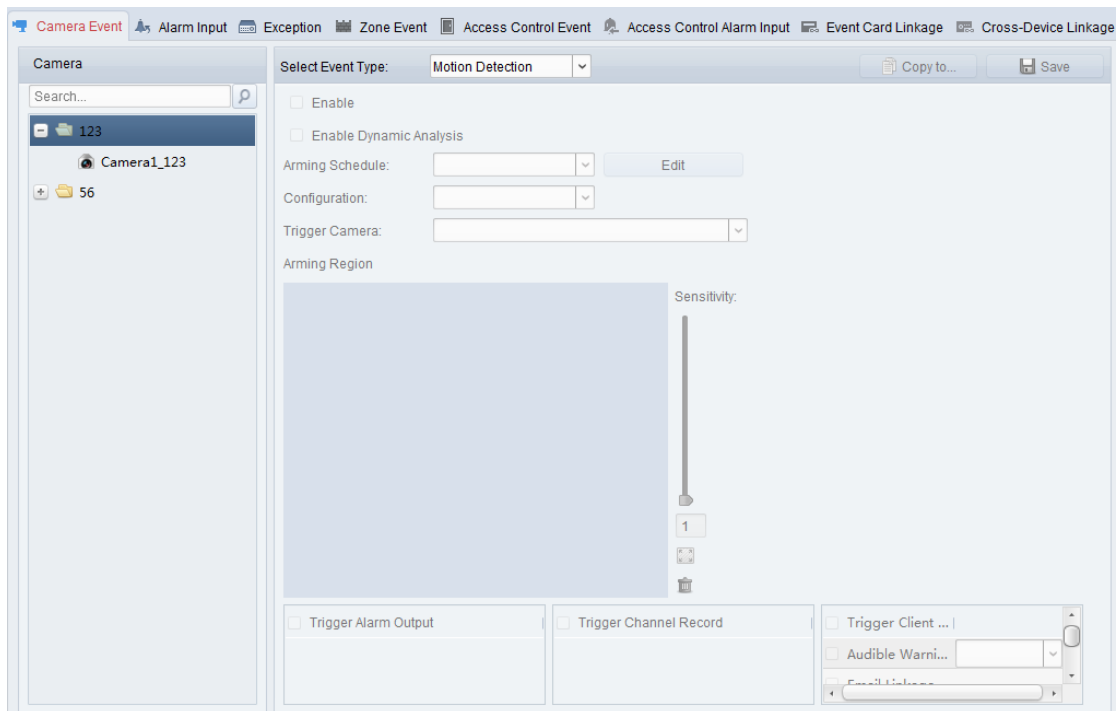 Camera Event Alarm Input Exception Zone Event Access Control Event Access Control Alarm Input Event Card Linkage Cross-Device Linkage
Camera
Search...
123
Camera1_123
56
Select Event Type: Motion Detection Copy to... Save
Enable
Enable Dynamic Analysis
Arming Schedule: Edit
Configuration:
Trigger Camera:
Arming Region
Sensitivity:
1
Trigger Alarm Output
Trigger Channel Record
Trigger Client ...
Audible Warni...
Email Linkage